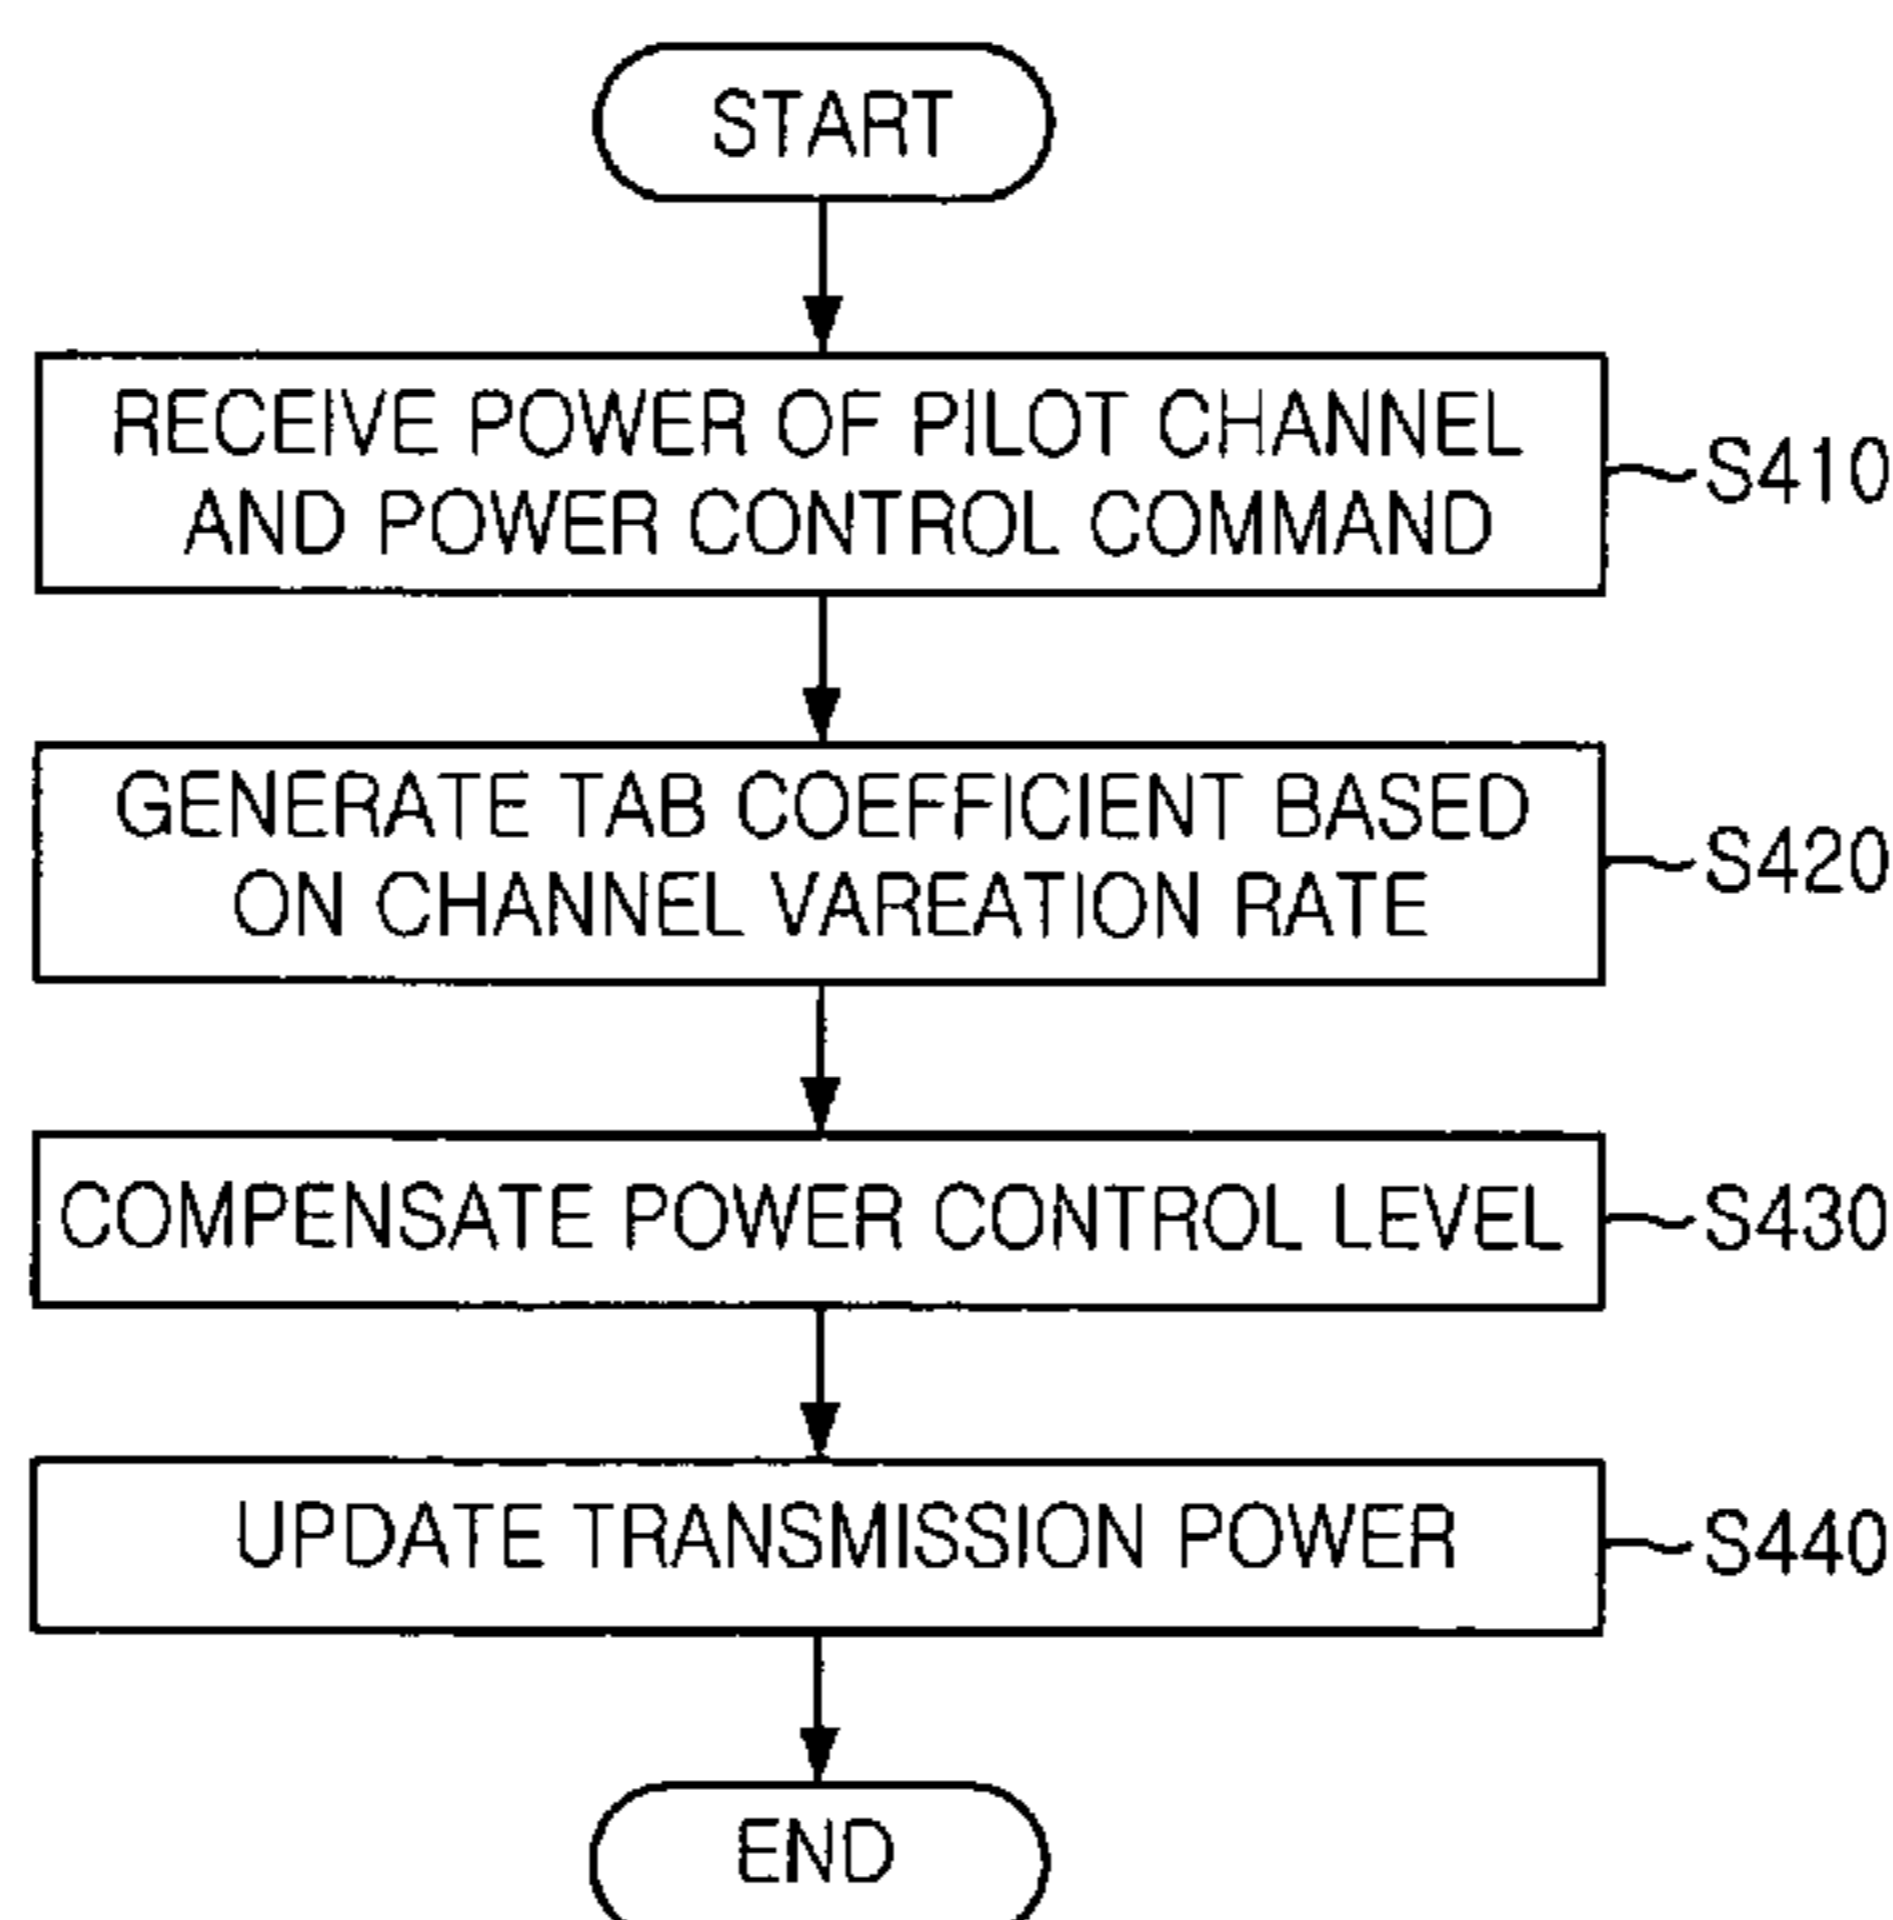 START
RECEIVE POWER OF PILOT CHANNEL
AND POWER CONTROL COMMAND
S410
GENERATE TAB COEFFICIENT BASED
ON CHANNEL VAREATION RATE
S420
COMPENSATE POWER CONTROL LEVEL
S430
UPDATE TRANSMISSION POWER
S440
END